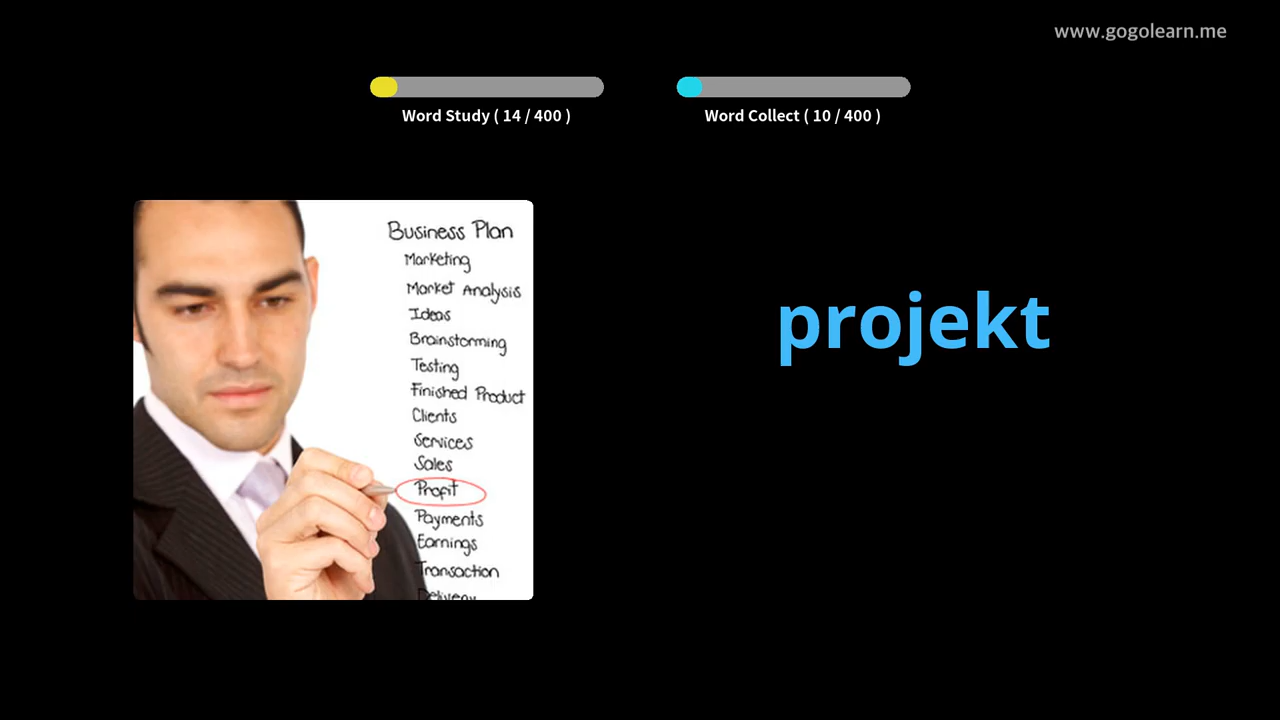 www.gogolearn.me
Word Study ( 14 / 400 )
Word Collect ( 10 / 400 )
Business Plan
Marketing
Market Analysis
Ideas
Brainstorming
Testing
Finished Product
Clients
Services
Sales
Profit
Payments
Earnings
Transaction
Delivery
projekt